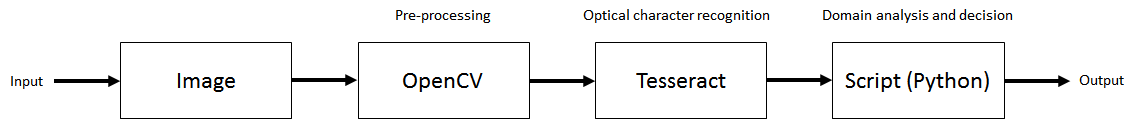 Pre-processing
Optical character recognition
Domain analysis and decision
Input
Image
OpenCV
Tesseract
Script (Python)
Output